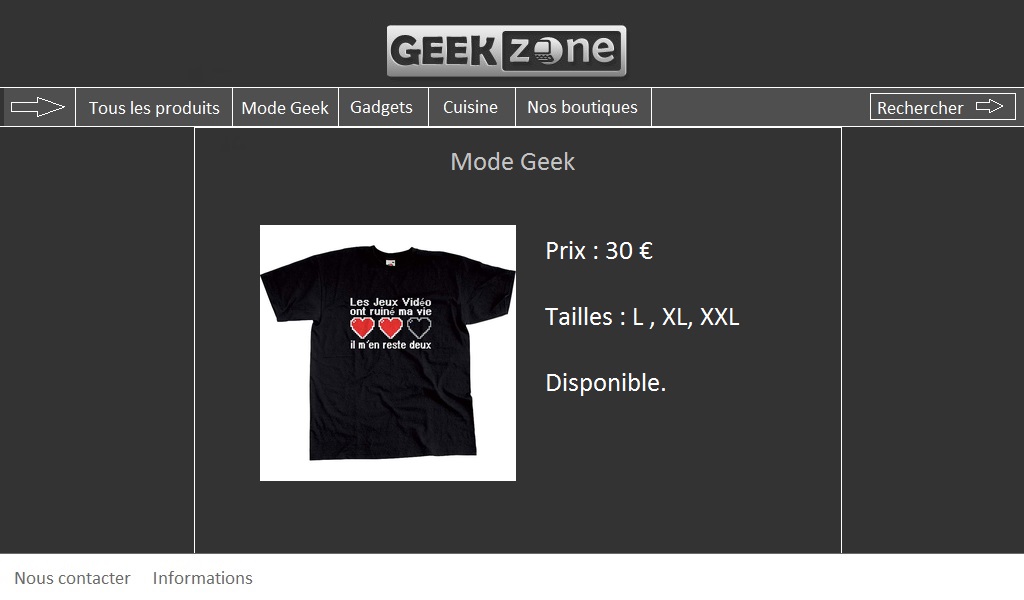 GEEK zone
Tous les produits
Mode Geek
Gadgets
Cuisine
Nos boutiques
Rechercher
Mode Geek
Les Jeux Vidéo
ont ruiné ma vie
il m'en reste deux
Prix : 30 €
Tailles : L , XL, XXL
Disponible.
Nous contacter
Informations